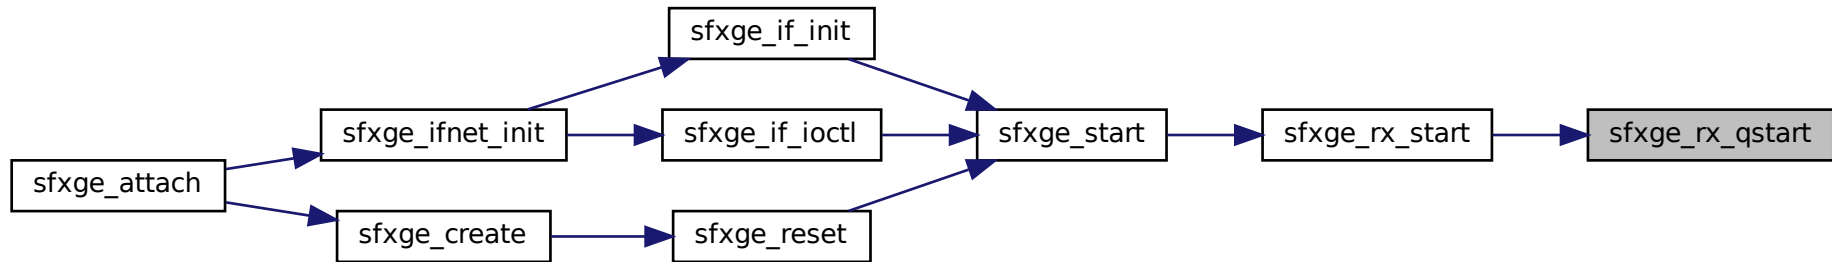 sfxge_if_init
sfxge_ifnet_init
sfxge_if_ioctl
sfxge_start
sfxge_rx_start
sfxge_rx_qstart
sfxge_attach
sfxge_create
sfxge_reset